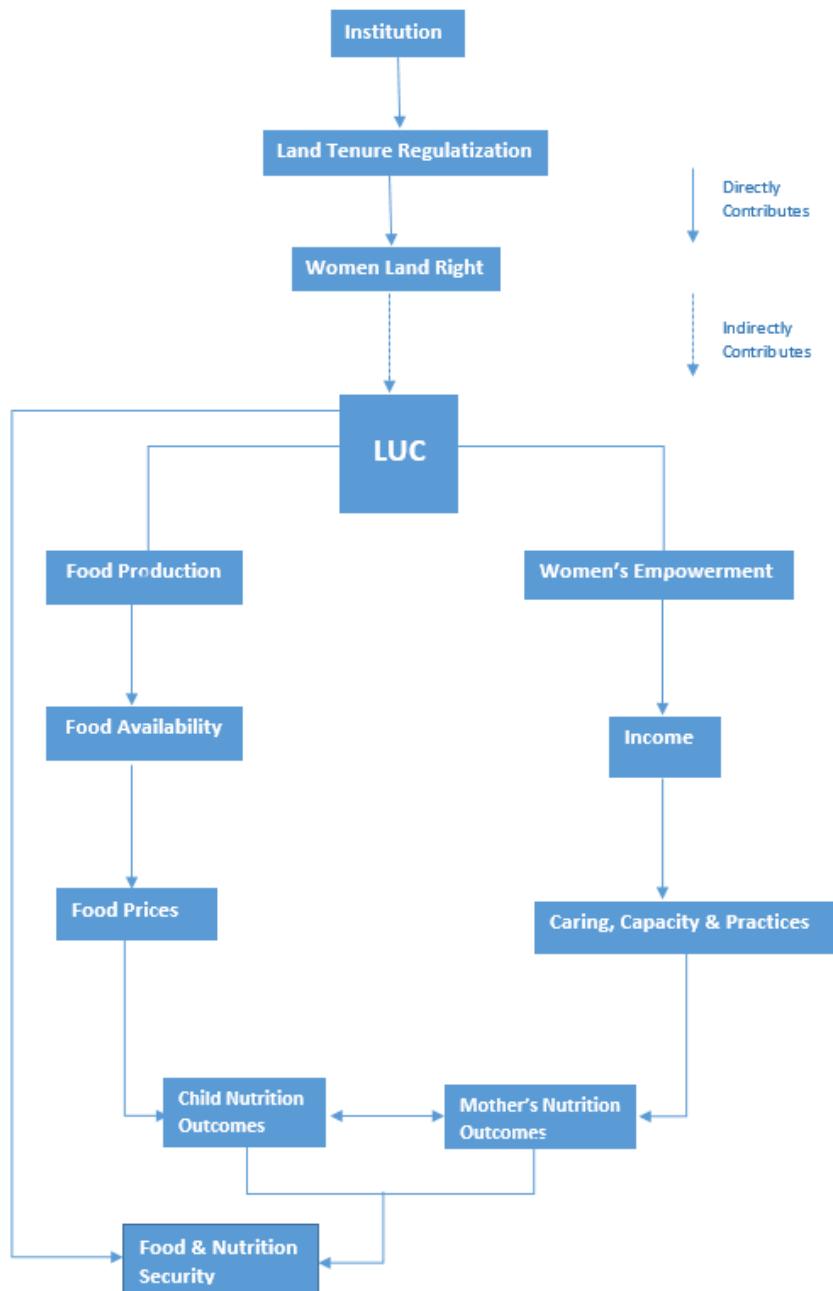 Institution
Land Tenure Regulatization
Directly
Contributes
Women Land Right
Indirectly
Contributes
LUC
Food Production
Women's Empowerment
Food Availability
Income
Food Prices
Caring, Capacity & Practices
Child Nutrition
Outcomes
Mother's Nutrition
Outcomes
Food & Nutrition
Security